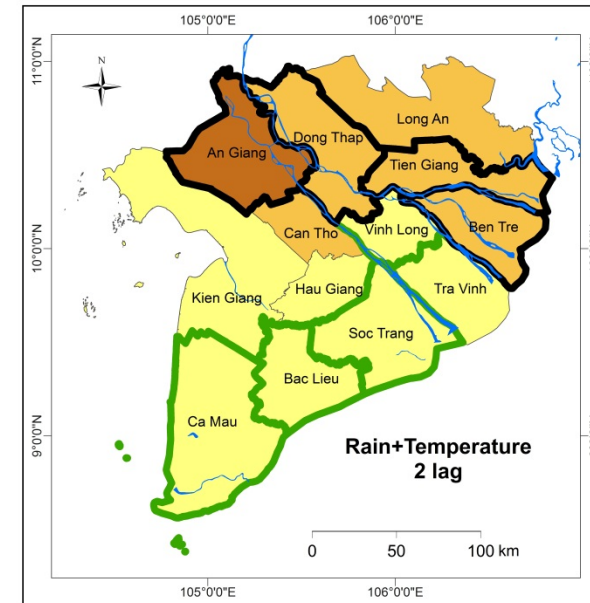 105°0'0"E 106°0'0"E
11°0'0"N
N
Long An
Dong Thap
An Giang
Tien Giang
Ben Tre
Can Tho
Vinh Long
10°0'0"N
Hau Giang
Tra Vinh
Kien Giang
Soc Trang
Bac Lieu
Ca Mau
9°0'0"N
Rain+Temperature
2 lag
0 50 100 km
105°0'0"E 106°0'0"E